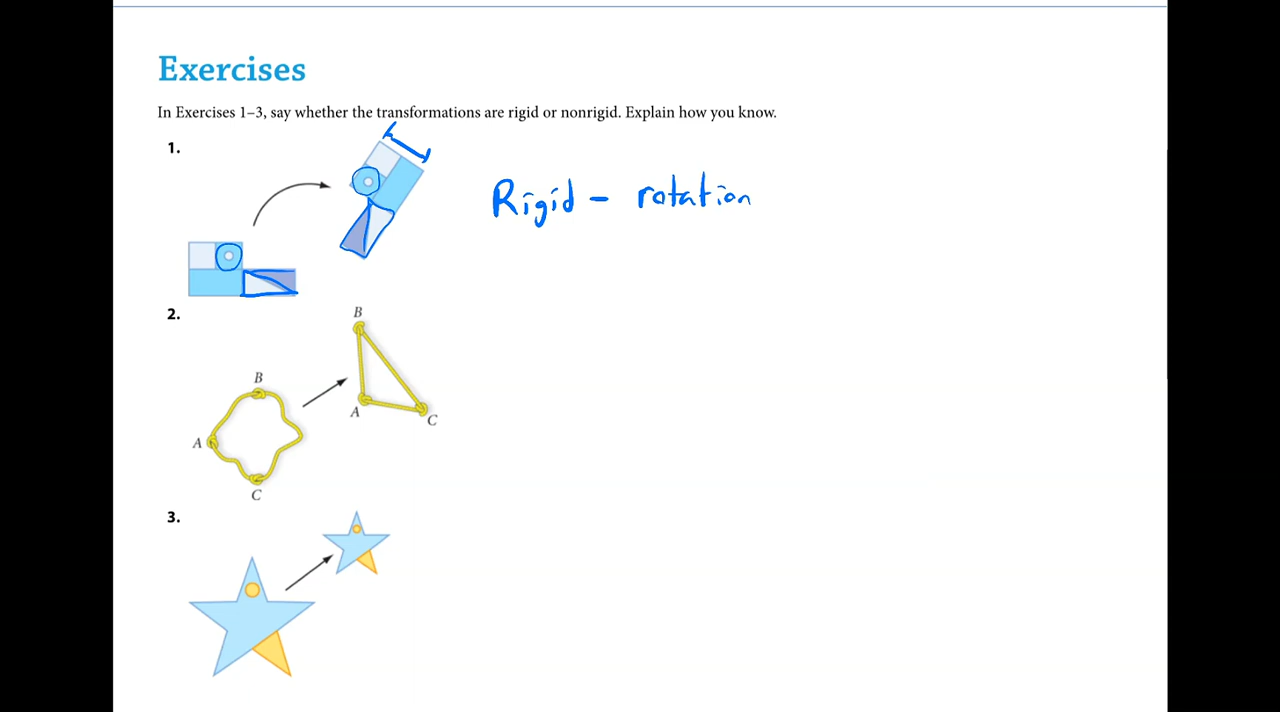 Exercises
In Exercises 1–3, say whether the transformations are rigid or nonrigid. Explain how you know.
1.
Rigid - rotation
2.
B
A
C
B
A
C
3.